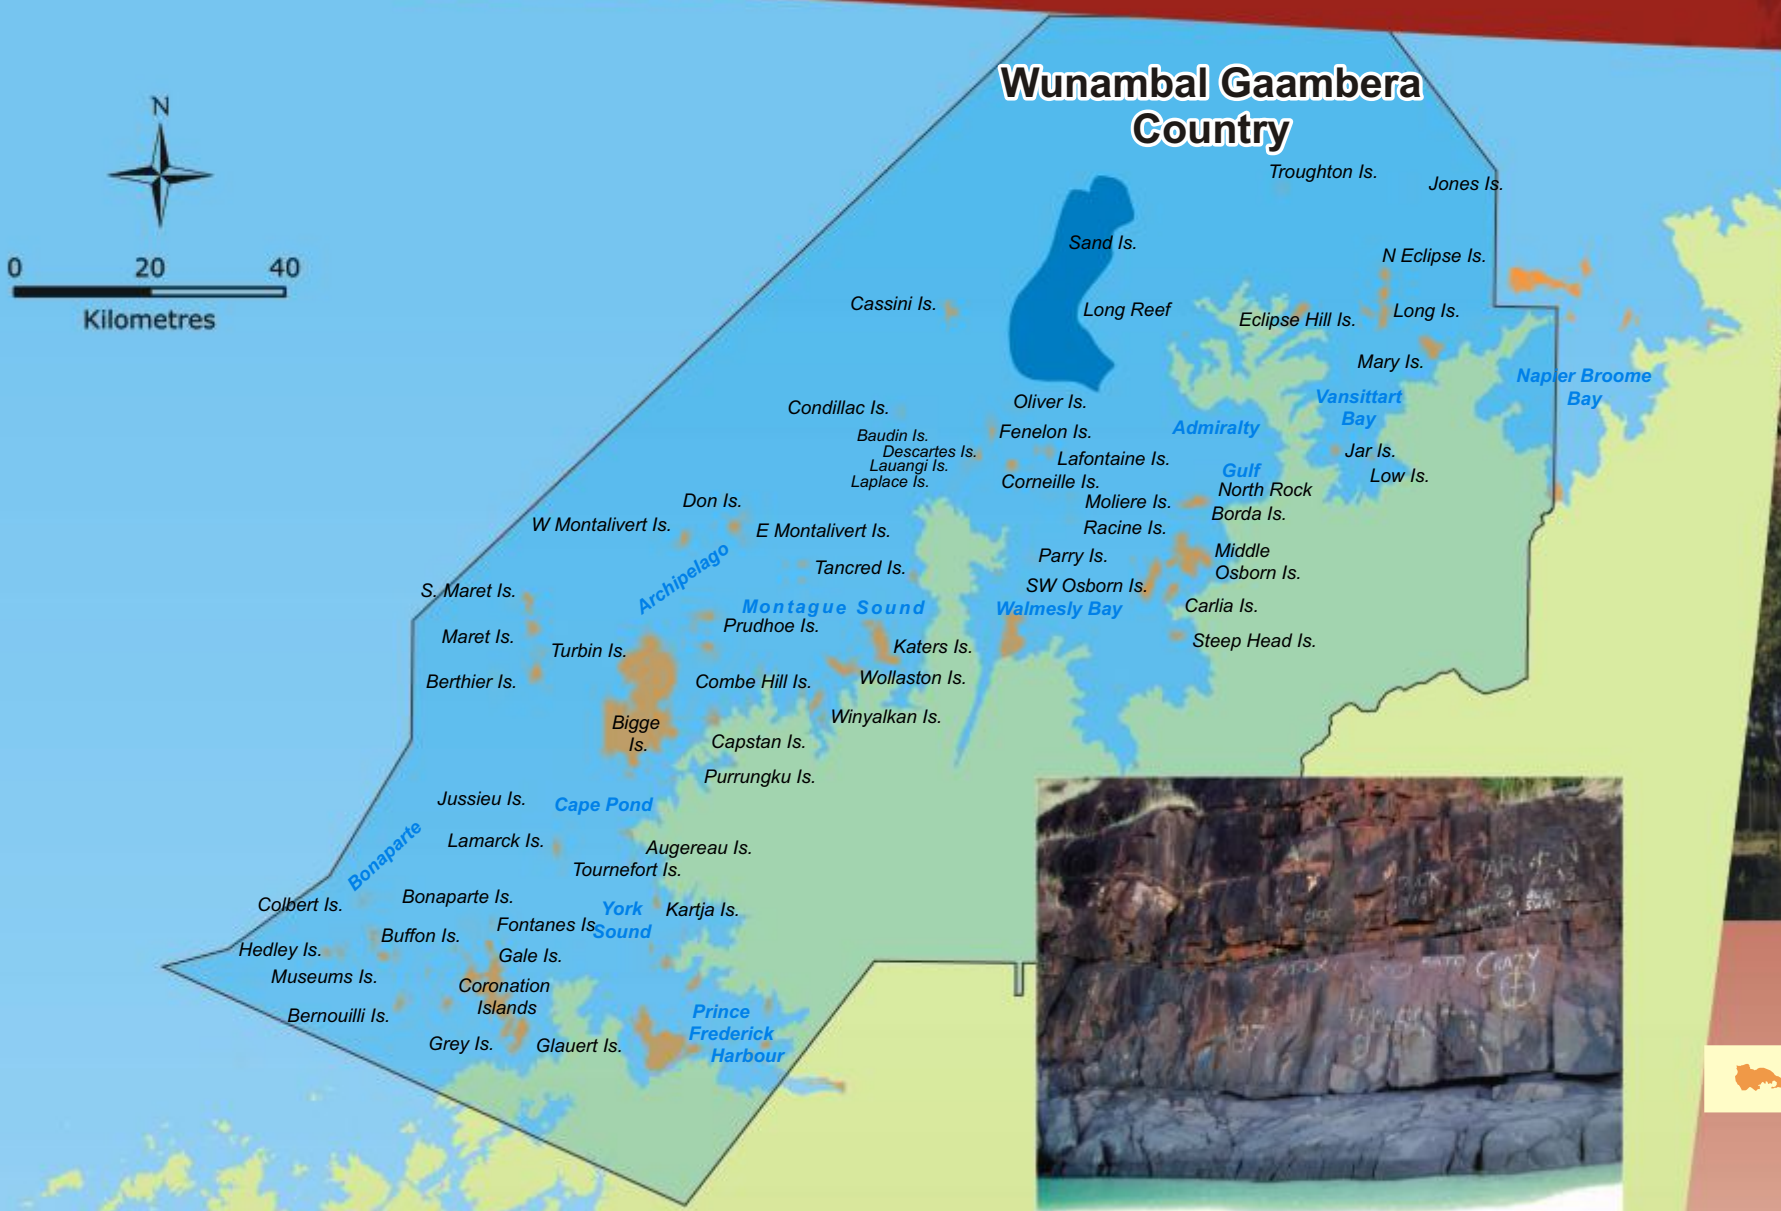 Wunambal Gaambera
Country
N
0 20 40
Kilometres
Troughton Is.
Jones Is.
Sand Is.
N Eclipse Is.
Cassini Is.
Long Reef
Eclipse Hill Is.
Long Is.
Mary Is.
Napier Broome
Bay
Vansittart
Bay
Condillac Is.
Oliver Is.
Baudin Is.
Fenelon Is.
Admiralty
Gulf
Descartes Is.
Lauangi Is.
Laplace Is.
Lafontaine Is.
Corneille Is.
Jar Is.
Low Is.
North Rock
Moliere Is.
Borda Is.
Racine Is.
Don Is.
W Montalivert Is.
E Montalivert Is.
Archipelago
Tancred Is.
Parry Is.
Middle
Osborn Is.
SW Osborn Is.
Carlia Is.
Walmesly Bay
Steep Head Is.
S. Maret Is.
Montague Sound
Prudhoe Is.
Maret Is.
Turbin Is.
Katers Is.
Berthier Is.
Combe Hill Is.
Wollaston Is.
Bigge
Is.
Winyalkan Is.
Capstan Is.
Purrungku Is.
Jussieu Is.
Cape Pond
Lamarck Is.
Augereau Is.
Tournefort Is.
Bonaparte
Colbert Is.
Bonaparte Is.
York
Sound
Kartja Is.
Fontanes Is
Buffon Is.
Hedley Is.
Gale Is.
Museums Is.
Coronation
Islands
Bernouilli Is.
Grey Is.
Glauert Is.
Prince
Frederick
Harbour
CRAZY